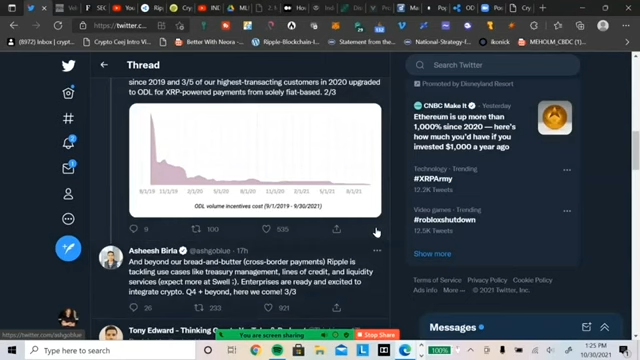 https://twitter.c...
(8972) Inbox | crypt...
Crypto Ceej Intro Vi...
Better With Neora -...
Ripple-Blockchain-I...
Statement from the...
National-Strategy-f...
ikonick
MEHOLM_CBDC (@...
Thread
Search Twitter
since 2019 and 3/5 of our highest-transacting customers in 2020 upgraded
to ODL for XRP-powered payments from solely fiat-based. 2/3
ODL volume incentives cost (9/1/2019 - 9/30/2021)
9
100
535
Asheesh Birla @ashgoblue · 17h
And beyond our bread-and-butter (cross-border payments) Ripple is
tackling use cases like treasury management, lines of credit, and liquidity
services (expect more at Swell :). Enterprises are ready and excited to
integrate crypto. Q4 + beyond, here we come! 3/3
26
233
921
Promoted by Disneyland Resort
CNBC Make It · Yesterday
Ethereum is up more than
1,000% since 2020 — here's
how much you'd have if you
invested $1,000 a year ago
Technology · Trending
#XRPArmy
12.2K Tweets
Video games · Trending
#robloxshutdown
12.5K Tweets
Show more
Terms of Service Privacy Policy Cookie Policy
Ads info More ··· © 2021 Twitter, Inc.
Messages
https://twitter.com/ashgoblue
You are screen sharing
Stop Share
Type here to search
100%
1:25 PM
10/30/2021